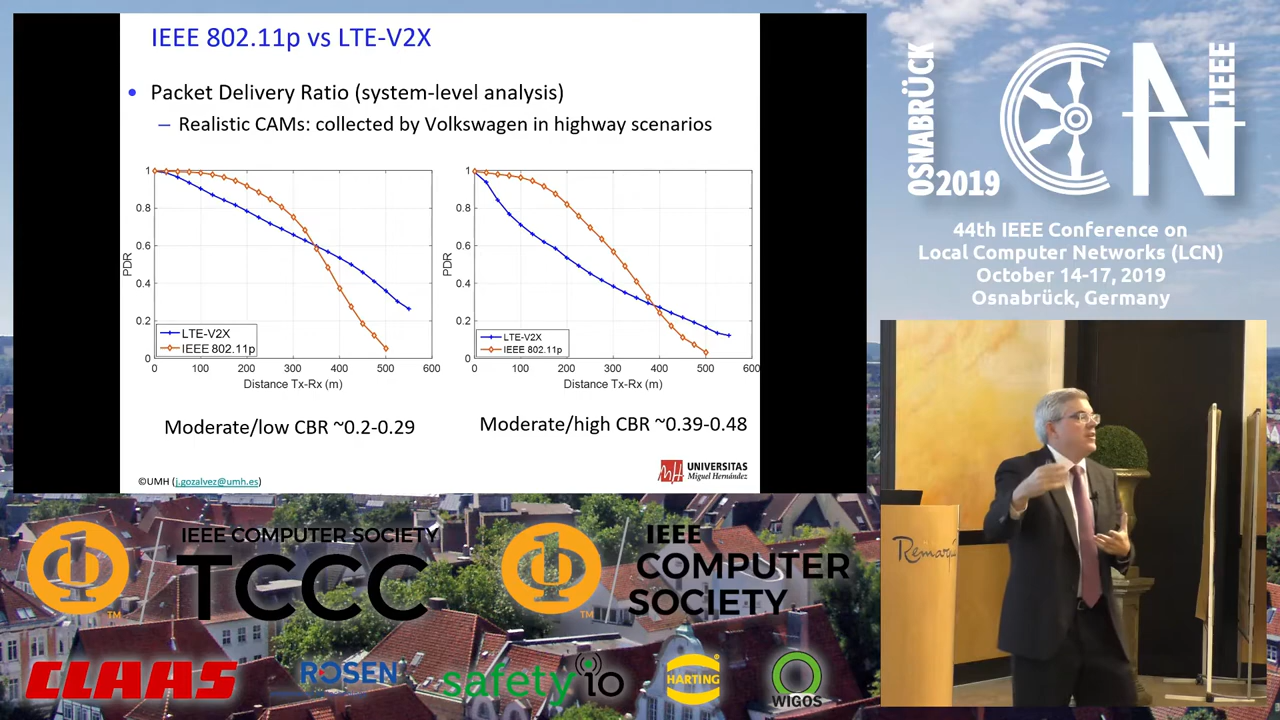 IEEE 802.11p vs LTE-V2X
• Packet Delivery Ratio (system-level analysis)
– Realistic CAMs: collected by Volkswagen in highway scenarios
1
0.8
0.6
0.4
0.2
0
PDR
LTE-V2X
IEEE 802.11p
0 100 200 300 400 500 600
Distance Tx-Rx (m)
Moderate/low CBR ~0.2-0.29
1
0.8
0.6
0.4
0.2
0
PDR
LTE-V2X
IEEE 802.11p
0 100 200 300 400 500 600
Distance Tx-Rx (m)
Moderate/high CBR ~0.39-0.48
©UMH (j.gozalvez@umh.es)
UNIVERSITAS
Miguel Hernández
OSNABRÜCK
2019
CN
IEEE
44th IEEE Conference on
Local Computer Networks (LCN)
October 14-17, 2019
Osnabrück, Germany
IEEE COMPUTER SOCIETY
TCCC
TM
IEEE
COMPUTER
SOCIETY
TM
CLAAS
ROSEN
safety io
HARTING
WIGOS